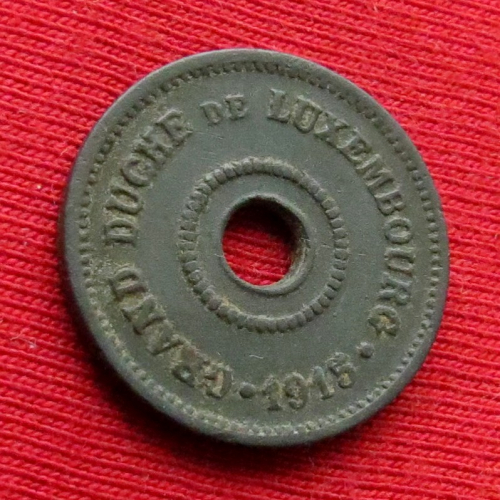 GRAND DUCHE DE LUXEMBOURG • 1915 •